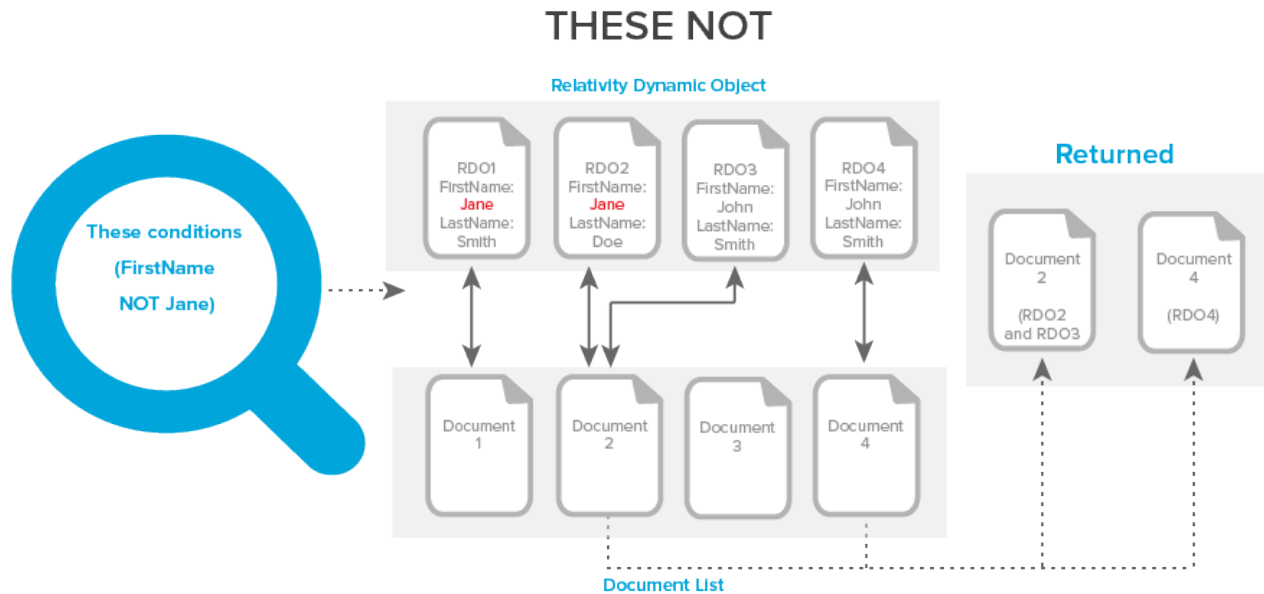 THESE NOT
Relativity Dynamic Object
RDO1
FirstName:
Jane
LastName:
Smith
RDO2
FirstName:
Jane
LastName:
Doe
RDO3
FirstName:
John
LastName:
Smith
RDO4
FirstName:
John
LastName:
Smith
Returned
These conditions
(FirstName
NOT Jane)
Document
2
(RDO2
and RDO3
Document
4
(RDO4)
Document
1
Document
2
Document
3
Document
4
Document List